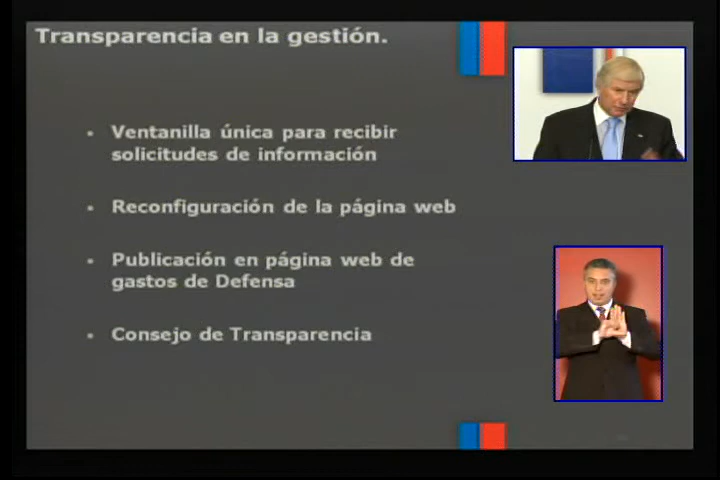 Transparencia en la gestión.
Ventanilla única para recibir
solicitudes de información
Reconfiguración de la página web
Publicación en página web de
gastos de Defensa
Consejo de Transparencia